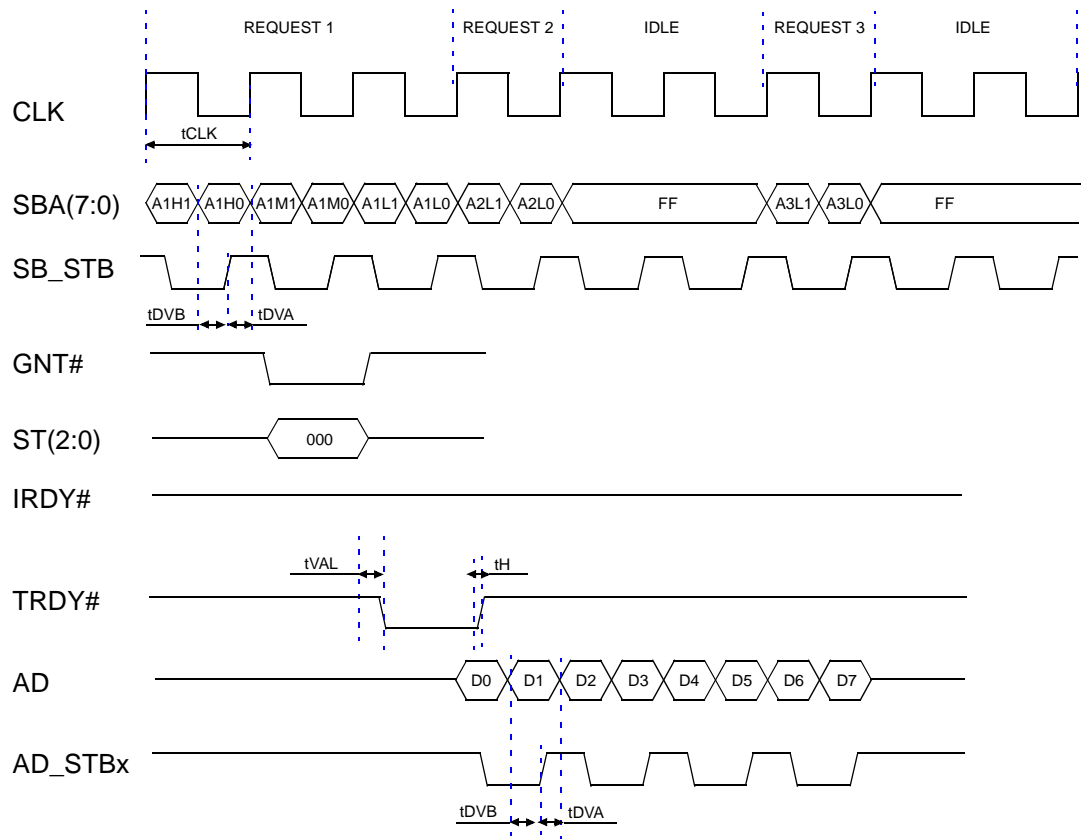 REQUEST 1 REQUEST 2 IDLE REQUEST 3 IDLE
CLK
tCLK
SBA(7:0) A1H1 A1H0 A1M1 A1M0 A1L1 A1L0 A2L1 A2L0 FF A3L1 A3L0 FF
SB_STB
tDVB tDVA
GNT#
ST(2:0) 000
IRDY#
tVAL tH
TRDY#
AD D0 D1 D2 D3 D4 D5 D6 D7
AD_STBx
tDVB tDVA